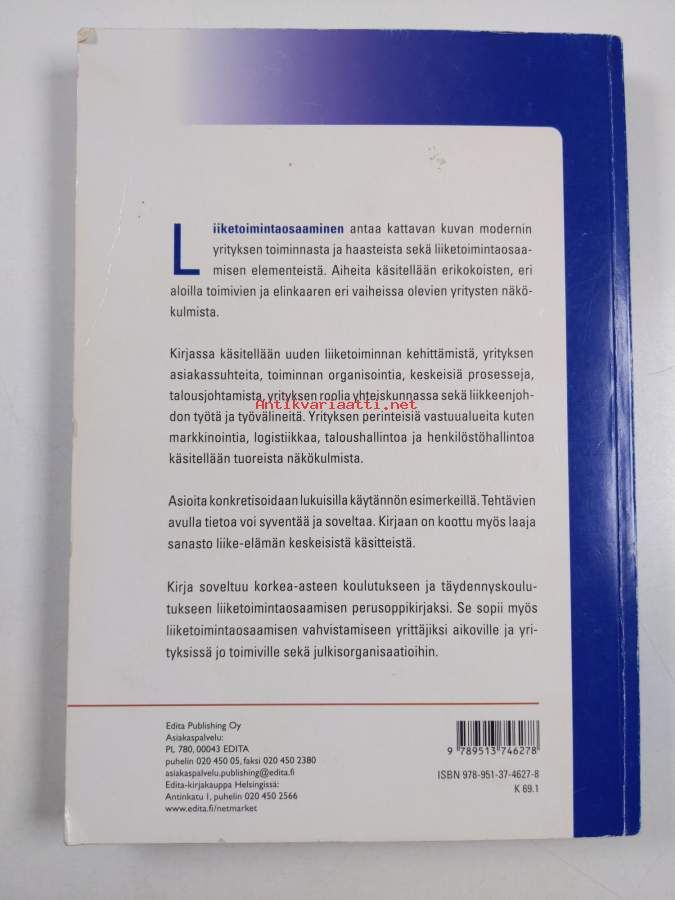 Liiketoimintaosaaminen antaa kattavan kuvan modernin
yrityksen toiminnasta ja haasteista sekä liiketoimintaosaa-
misen elementeistä. Aiheita käsitellään erikokoisten, eri
aloilla toimivien ja elinkaaren eri vaiheissa olevien yritysten näkö-
kulmista.
Kirjassa käsitellään uuden liiketoiminnan kehittämistä, yrityksen
asiakassuhteita, toiminnan organisointia, keskeisiä prosesseja,
talousjohtamista, yrityksen roolia yhteiskunnassa sekä liikkeenjoh-
Antikvariaatti.net
don työtä ja työvälineitä. Yrityksen perinteisiä vastuualueita kuten
markkinointia, logistiikkaa, taloushallintoa ja henkilöstöhallintoa
käsitellään tuoreista näkökulmista.
Asioita konkretisoidaan lukuisilla käytännön esimerkeillä. Tehtävien
avulla tietoa voi syventää ja soveltaa. Kirjaan on koottu myös laaja
sanasto liike-elämän keskeisistä käsitteistä.
Kirja soveltuu korkea-asteen koulutukseen ja täydennyskoulu-
tukseen liiketoimintaosaamisen perusoppikirjaksi. Se sopii myös
liiketoimintaosaamisen vahvistamiseen yrittäjiksi aikoville ja yri-
tyksissä jo toimiville sekä julkisorganisaatioihin.
Edita Publishing Oy
Asiakaspalvelu:
PL 780, 00043 EDITA
puhelin 020 450 05, faksi 020 450 2380
asiakaspalvelu.publishing@edita.fi
Edita-kirjakauppa Helsingissä:
Antinkatu 1, puhelin 020 450 2566
www.edita.fi/netmarket
9 789513 746278
ISBN 978-951-37-4627-8
K 69.1